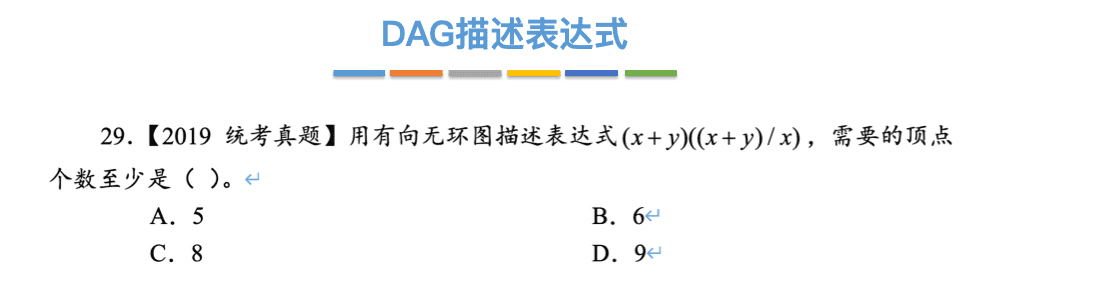 DAG描述表达式
29.【2019 统考真题】用有向无环图描述表达式(x+y)((x+y)/x)，需要的顶点
个数至少是（ ）。↵
A．5 B．6↵
C．8 D．9↵